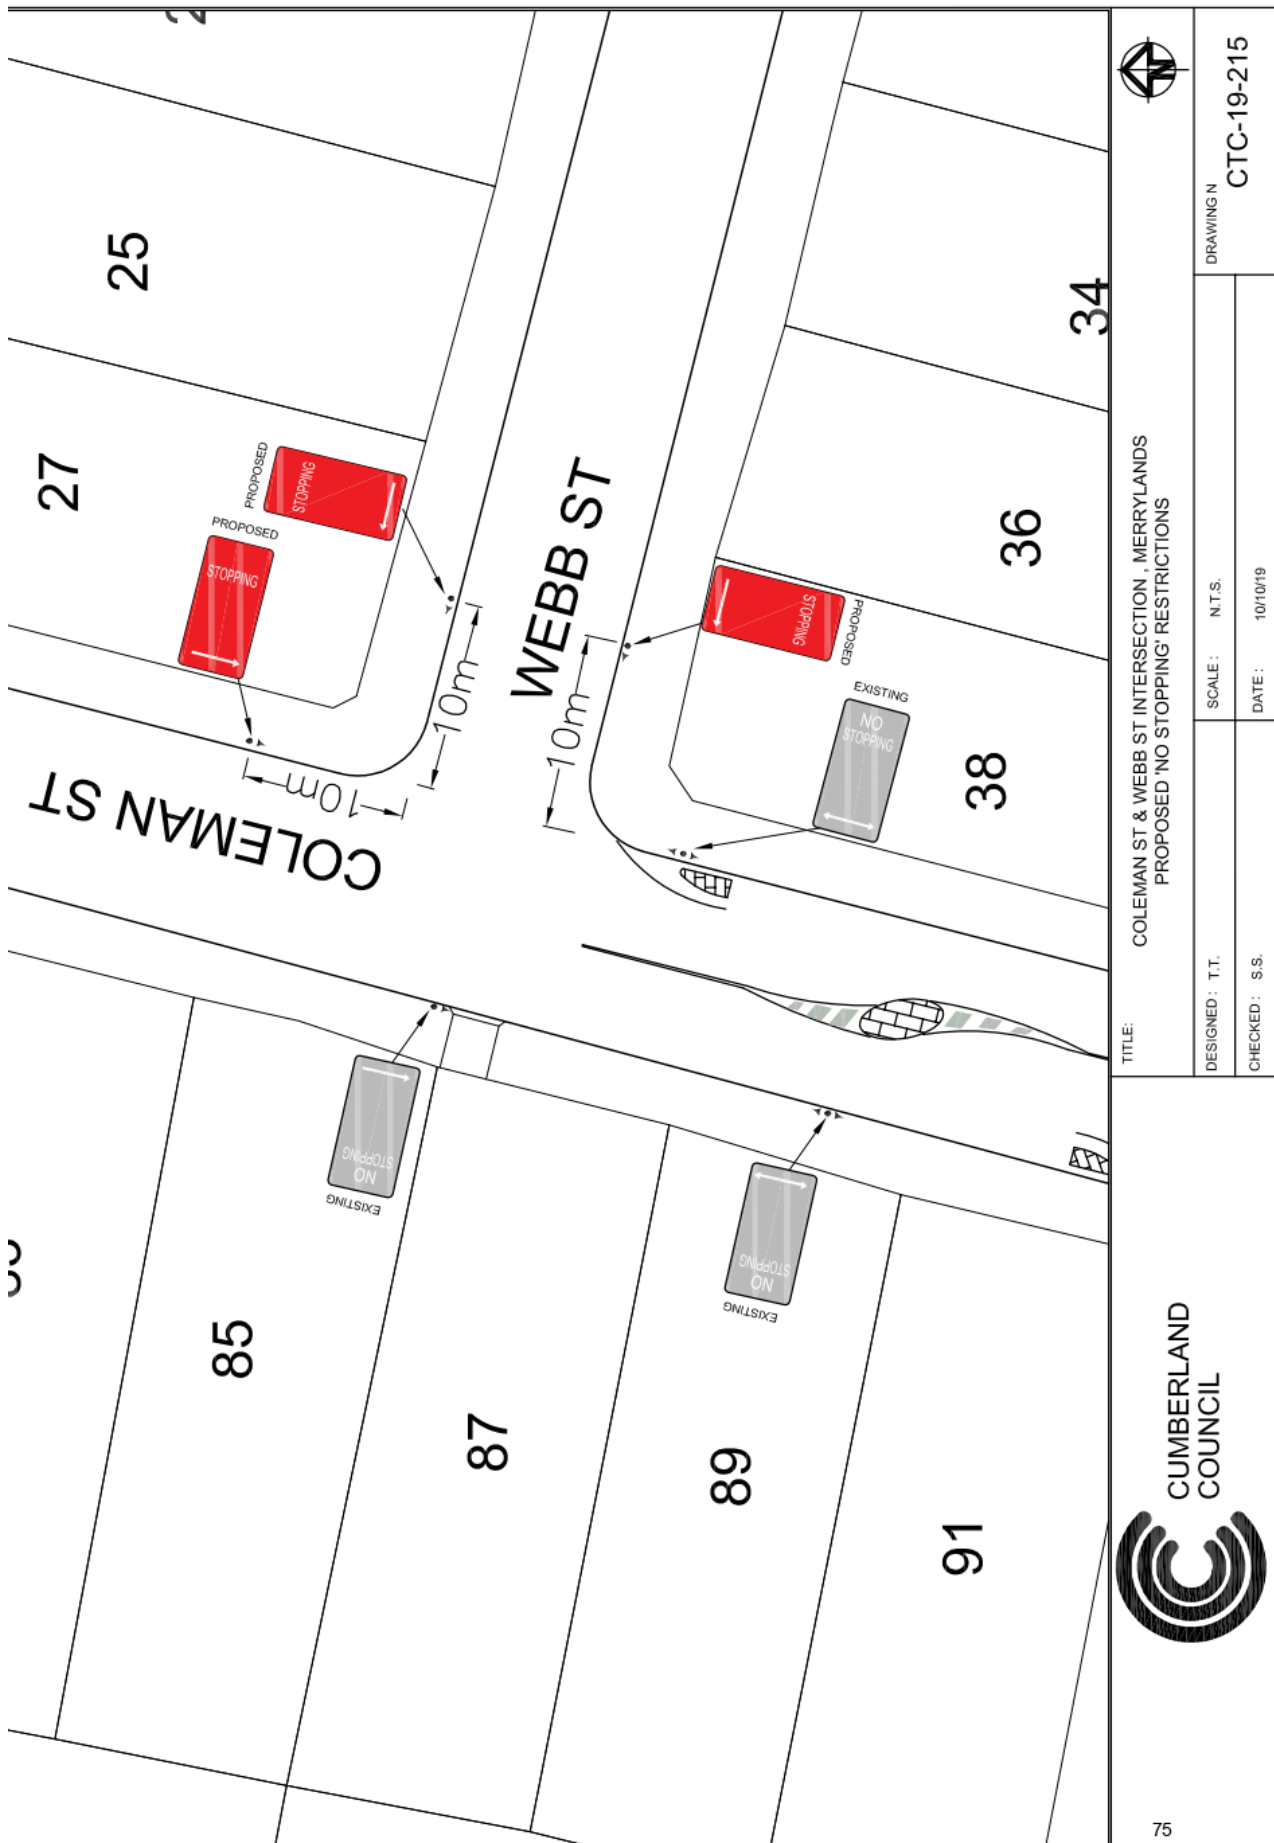 25
27
PROPOSED
STOPPING
PROPOSED
STOPPING
WEBB ST
10m
10m
10m
COLEMAN ST
34
36
38
STOPPING
PROPOSED
EXISTING
NO
STOPPING
EXISTING
NO
STOPPING
EXISTING
NO
STOPPING
85
87
89
91
CUMBERLAND
COUNCIL
TITLE:
COLEMAN ST & WEBB ST INTERSECTION , MERRYLANDS
PROPOSED 'NO STOPPING' RESTRICTIONS
DESIGNED : T.T.
SCALE : N.T.S.
DRAWING N
CTC-19-215
CHECKED : S.S.
DATE : 10/10/19
N
75